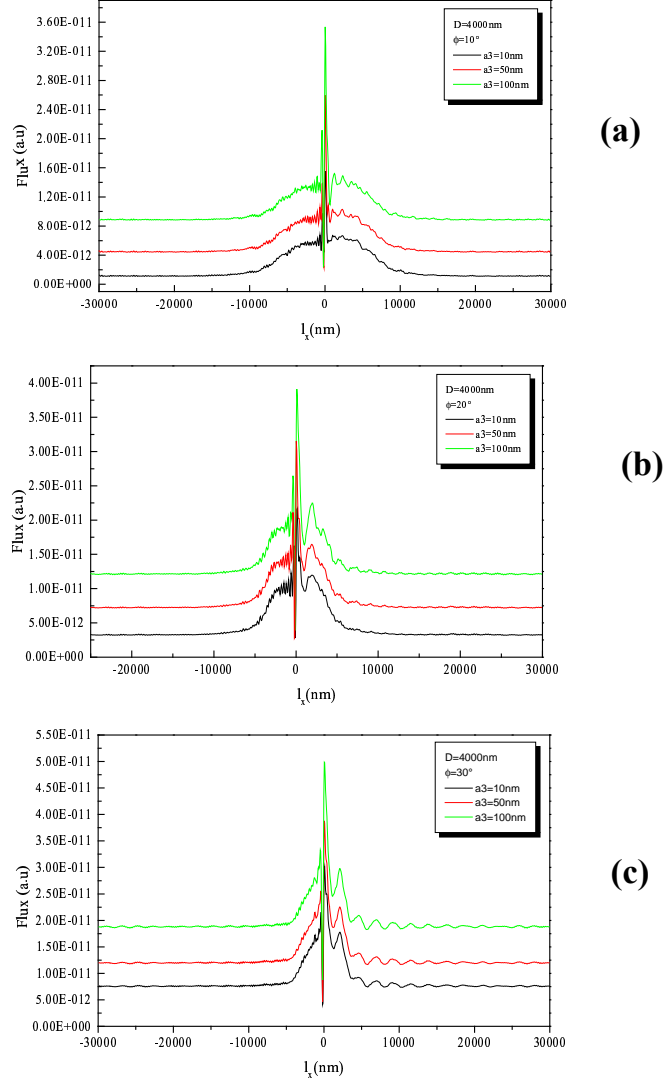 3.60E-011
3.20E-011
2.80E-011
2.40E-011
2.00E-011
1.60E-011
1.20E-011
8.00E-012
4.00E-012
0.00E+000
Flux (a.u)
-30000 -20000 -10000 0 10000 20000 30000
lx(nm)
D=4000nm
ϕ=10°
a3=10nm
a3=50nm
a3=100nm
(a)
4.00E-011
3.50E-011
3.00E-011
2.50E-011
2.00E-011
1.50E-011
1.00E-011
5.00E-012
0.00E+000
Flux (a.u)
-20000 -10000 0 10000 20000 30000
lx(nm)
D=4000nm
ϕ=20°
a3=10nm
a3=50nm
a3=100nm
(b)
5.50E-011
5.00E-011
4.50E-011
4.00E-011
3.50E-011
3.00E-011
2.50E-011
2.00E-011
1.50E-011
1.00E-011
5.00E-012
0.00E+000
Flux (a.u)
-30000 -20000 -10000 0 10000 20000 30000
lx(nm)
D=4000nm
ϕ=30°
a3=10nm
a3=50nm
a3=100nm
(c)